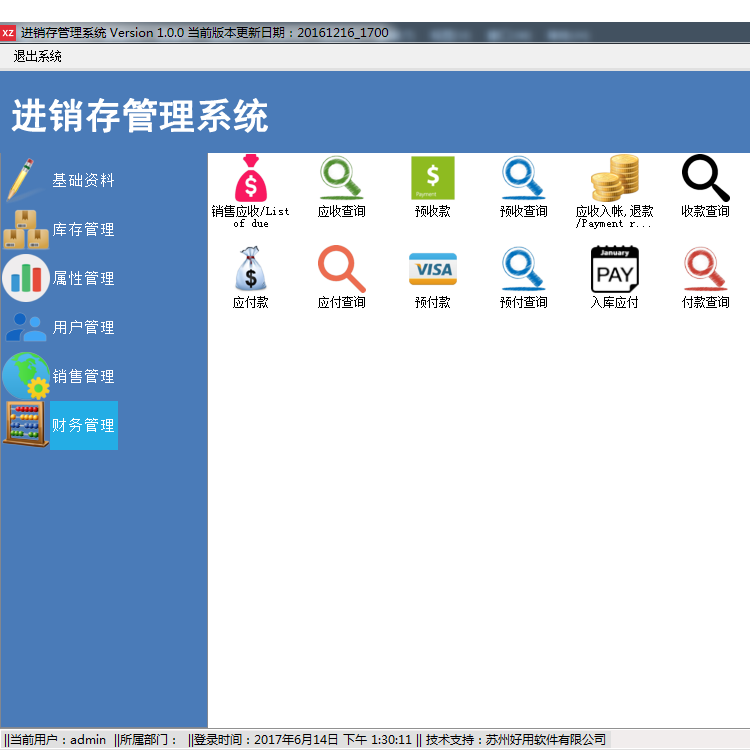 XZ 进销存管理系统 Version 1.0.0 当前版本更新日期：20161216_1700
退出系统
进销存管理系统
基础资料
库存管理
属性管理
用户管理
销售管理
财务管理
$
销售应收/List
of due
应收查询
$
Payment
预收款
预收查询
应收入帐,退款
/Payment r...
收款查询
$
应付款
应付查询
VISA
预付款
预付查询
January
PAY
入库应付
付款查询
||当前用户：admin ||所属部门： ||登录时间：2017年6月14日 下午 1:30:11 || 技术支持：苏州好用软件有限公司